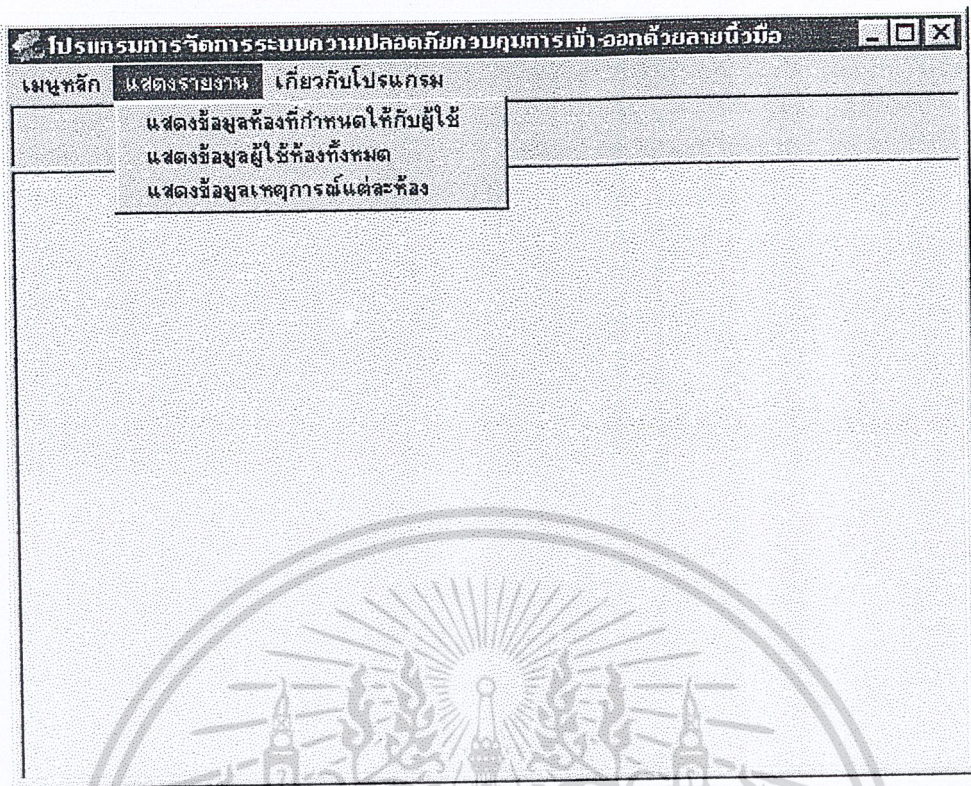 โปรแกรมการจัดการระบบความปลอดภัยควบคุมการเข้า-ออกด้วยลายนิ้วมือ
เมนูหลัก แสดงรายงาน เกี่ยวกับโปรแกรม
แสดงข้อมูลห้องที่กำหนดให้กับผู้ใช้
แสดงข้อมูลผู้ใช้ห้องทั้งหมด
แสดงข้อมูลเหตุการณ์แต่ละห้อง